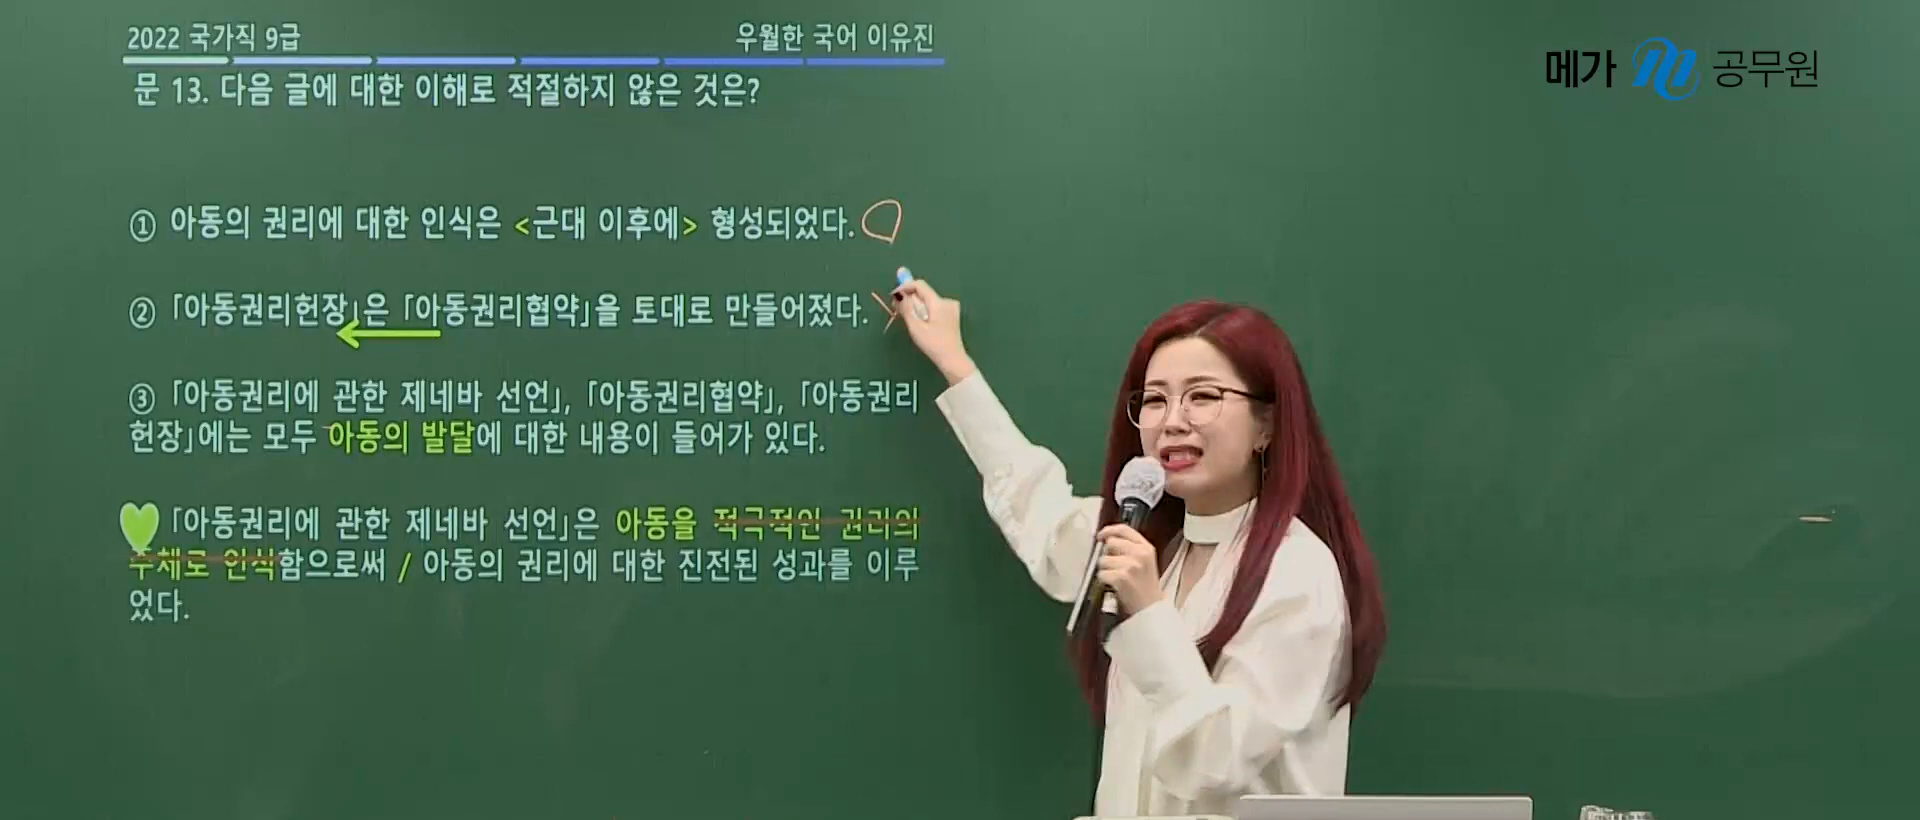 2022 국가직 9급
우월한 국어 이유진
메가 공무원
문 13. 다음 글에 대한 이해로 적절하지 않은 것은?
① 아동의 권리에 대한 인식은 <근대 이후에> 형성되었다.
② 「아동권리헌장」은 「아동권리협약」을 토대로 만들어졌다.
③ 「아동권리에 관한 제네바 선언」, 「아동권리협약」, 「아동권리
헌장」에는 모두 아동의 발달에 대한 내용이 들어가 있다.
「아동권리에 관한 제네바 선언」은 아동을 적극적인 권리의
주체로 인식함으로써 / 아동의 권리에 대한 진전된 성과를 이루
었다.